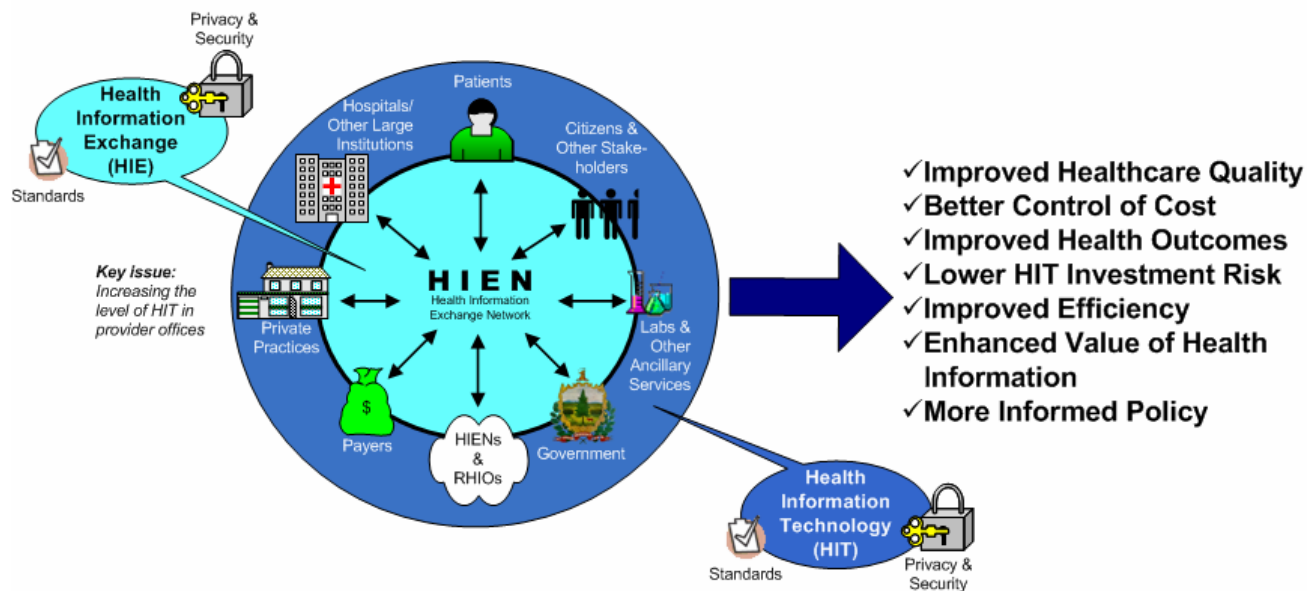 Privacy &
Security
Health
Information
Exchange
(HIE)
Standards
Key issue:
Increasing the
level of HIT in
provider offices
Patients
Hospitals/
Other Large
Institutions
Citizens &
Other Stake-
holders
HIEN
Health Information
Exchange Network
Private
Practices
Labs &
Other
Ancillary
Services
$
Payers
HIENs
&
RHIOs
Government
✓Improved Healthcare Quality
✓Better Control of Cost
✓Improved Health Outcomes
✓Lower HIT Investment Risk
✓Improved Efficiency
✓Enhanced Value of Health
Information
✓More Informed Policy
Health
Information
Technology
(HIT)
Standards
Privacy &
Security